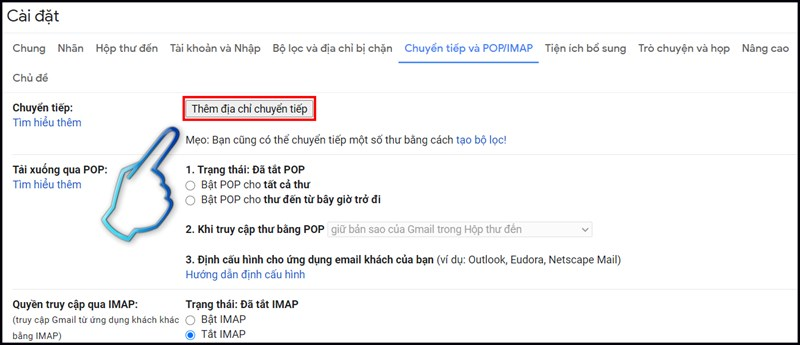 Cài đặt
Chung Nhãn Hộp thư đến Tài khoản và Nhập Bộ lọc và địa chỉ bị chặn Chuyển tiếp và POP/IMAP Tiện ích bổ sung Trò chuyện và họp Nâng cao
Chủ đề
Chuyển tiếp: Thêm địa chỉ chuyển tiếp
Tìm hiểu thêm
Mẹo: Bạn cũng có thể chuyển tiếp một số thư bằng cách tạo bộ lọc!
Tải xuống qua POP: 1. Trạng thái: Đã tắt POP
Tìm hiểu thêm Bật POP cho tất cả thư
Bật POP cho thư đến từ bây giờ trở đi
2. Khi truy cập thư bằng POP giữ bản sao của Gmail trong Hộp thư đến
3. Định cấu hình cho ứng dụng email khách của bạn (ví dụ: Outlook, Eudora, Netscape Mail)
Hướng dẫn định cấu hình
Quyền truy cập qua IMAP: Trạng thái: Đã tắt IMAP
(truy cập Gmail từ ứng dụng khách khác Bật IMAP
bằng IMAP) Tắt IMAP